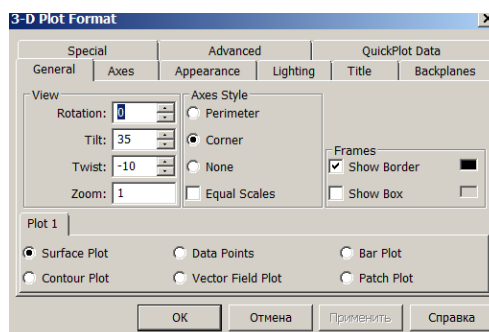 3-D Plot Format
Special Advanced QuickPlot Data
General Axes Appearance Lighting Title Backplanes
View Axes Style
Rotation: 0 Perimeter
Tilt: 35 Corner
Frames
Twist: -10 None Show Border
Zoom: 1 Equal Scales Show Box
Plot 1
Surface Plot Data Points Bar Plot
Contour Plot Vector Field Plot Patch Plot
OK Отмена Применить Справка